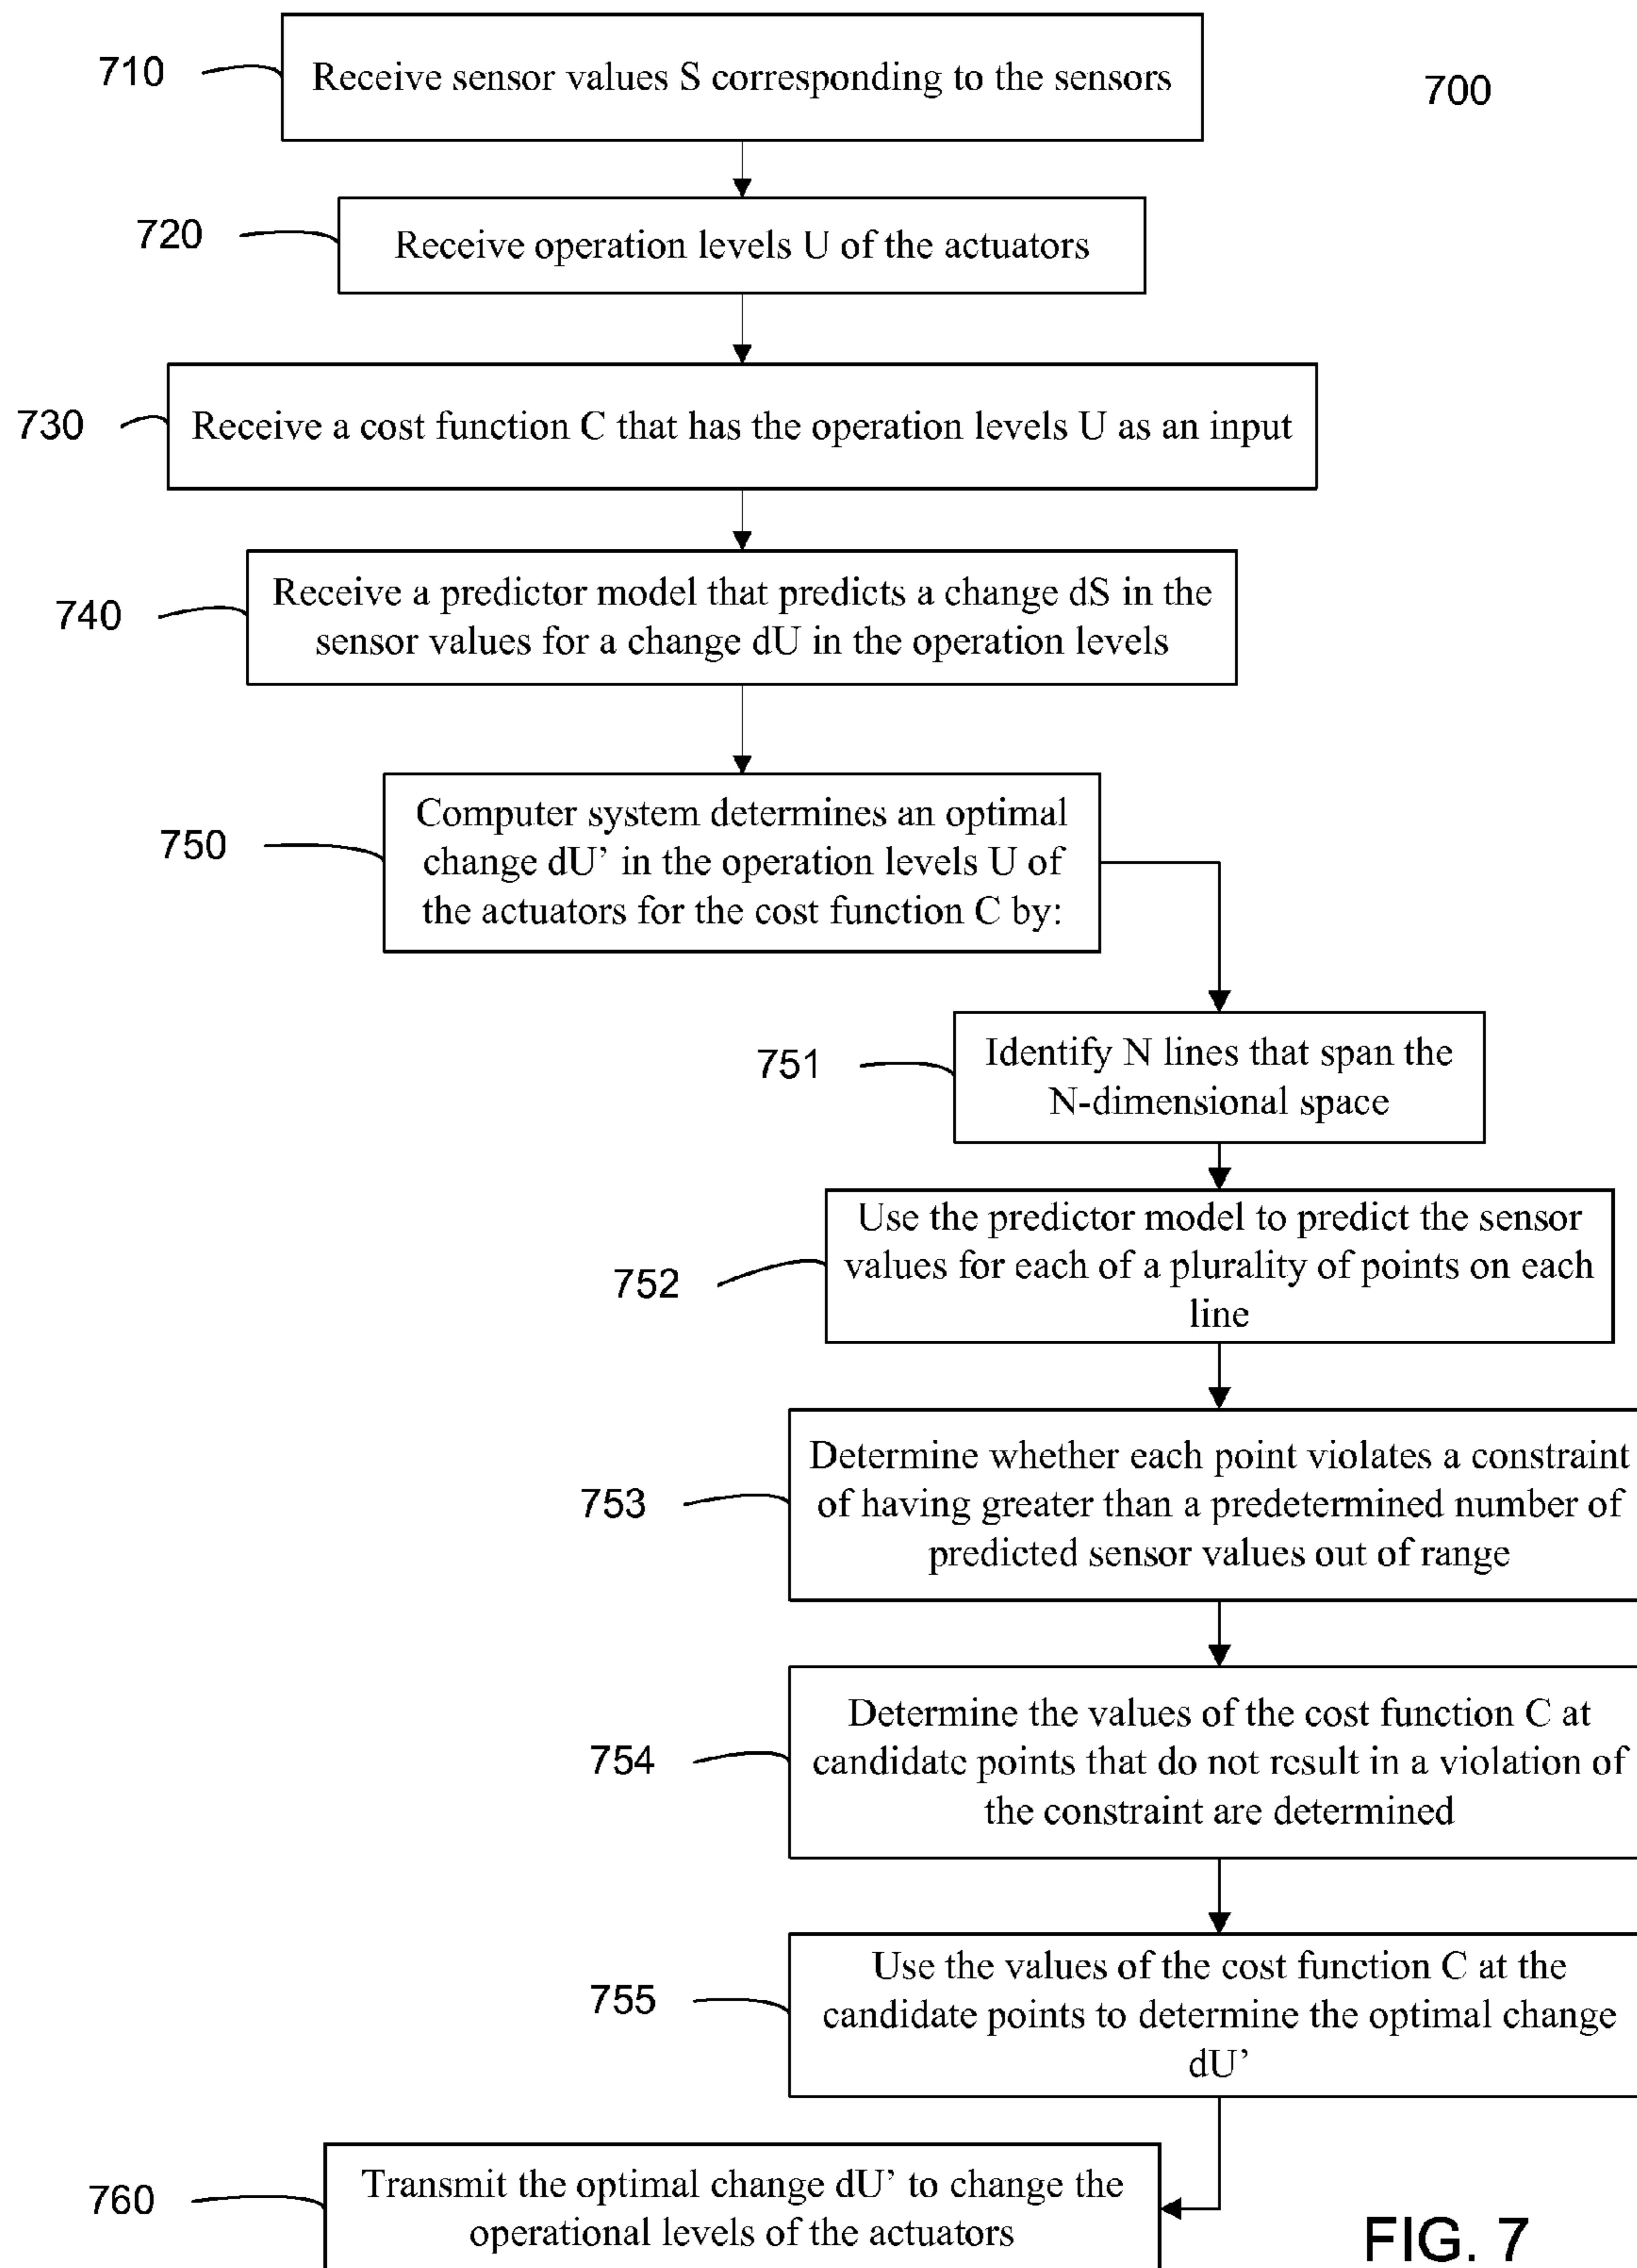 710
Receive sensor values S corresponding to the sensors
700
720
Receive operation levels U of the actuators
730
Receive a cost function C that has the operation levels U as an input
740
Receive a predictor model that predicts a change dS in the
sensor values for a change dU in the operation levels
750
Computer system determines an optimal
change dU’ in the operation levels U of
the actuators for the cost function C by:
751
Identify N lines that span the
N-dimensional space
752
Use the predictor model to predict the sensor
values for each of a plurality of points on each
line
753
Determine whether each point violates a constraint
of having greater than a predetermined number of
predicted sensor values out of range
754
Determine the values of the cost function C at
candidate points that do not result in a violation of
the constraint are determined
755
Use the values of the cost function C at the
candidate points to determine the optimal change
dU’
760
Transmit the optimal change dU’ to change the
operational levels of the actuators
FIG. 7